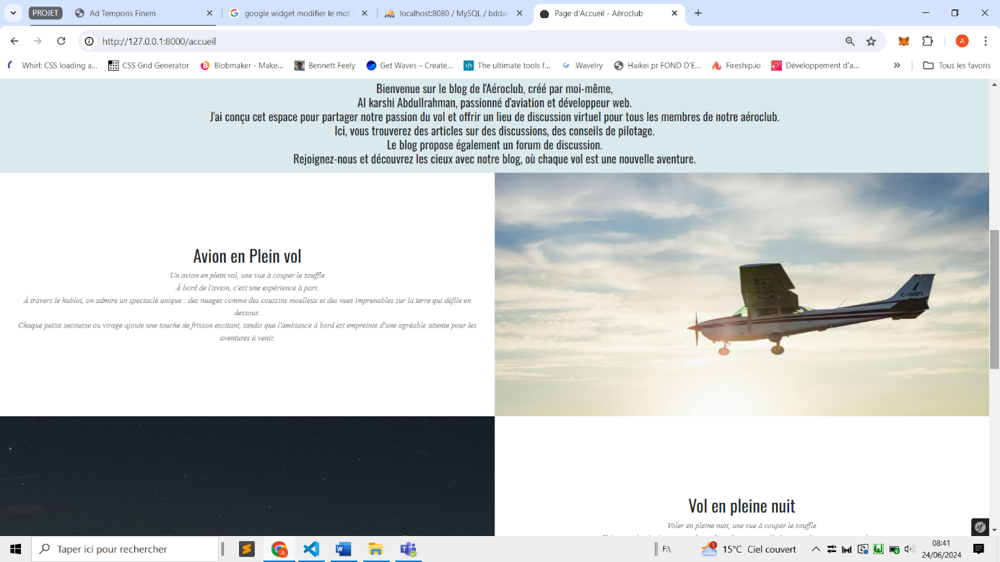 PROJET
Ad Temporis Finem
google widget modifier le mot
localhost:8080 / MySQL / bddae
Page d'Accueil - Aéroclub
http://127.0.0.1:8000/accueil
A
Whirl: CSS loading a...
CSS Grid Generator
Blobmaker - Make...
Bennett Feely
Get Waves – Create...
The ultimate tools f...
Wavelry
Haikei pr FOND D'E...
Fireship.io
Développement d'a...
Tous les favoris
Bienvenue sur le blog de l'Aéroclub, créé par moi-même,
Al karshi Abdullrahman, passionné d'aviation et développeur web.
J'ai conçu cet espace pour partager notre passion du vol et offrir un lieu de discussion virtuel pour tous les membres de notre aéroclub.
Ici, vous trouverez des articles sur des discussions, des conseils de pilotage.
Le blog propose également un forum de discussion.
Rejoignez-nous et découvrez les cieux avec notre blog, où chaque vol est une nouvelle aventure.
Avion en Plein vol
Un avion en plein vol, une vue à couper le souffle
À bord de l'avion, c'est une expérience à part.
À travers le hublot, on admire un spectacle unique : des nuages comme des coussins moelleux et des vues imprenables sur la terre qui défile en
dessous.
Chaque petite secousse ou virage ajoute une touche de frisson excitant, tandis que l'ambiance à bord est empreinte d'une agréable attente pour les
aventures à venir.
C-GBPT
Vol en pleine nuit
Voler en pleine nuit, une vue à couper le souffle
Taper ici pour rechercher
F:\
1
15°C Ciel couvert
08:41
24/06/2024